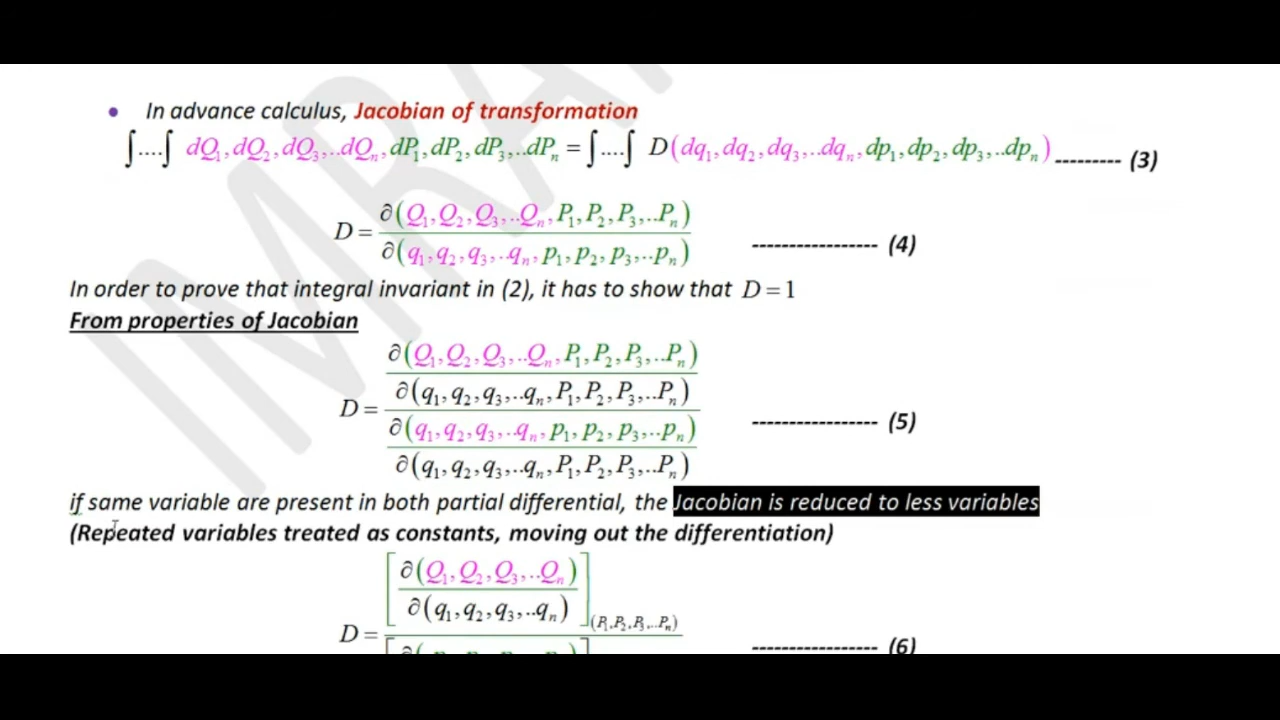 • In advance calculus, Jacobian of transformation
∫....∫ dQ₁,dQ₂,dQ₃,..dQₙ,dP₁,dP₂,dP₃,..dPₙ = ∫....∫ D(dq₁,dq₂,dq₃,..dqₙ,dp₁,dp₂,dp₃,..dpₙ) --------- (3)
D = ∂(Q₁,Q₂,Q₃,..Qₙ,P₁,P₂,P₃,..Pₙ) / ∂(q₁,q₂,q₃,..qₙ,p₁,p₂,p₃,..pₙ) ----------------- (4)
In order to prove that integral invariant in (2), it has to show that D = 1
From properties of Jacobian
∂(Q₁,Q₂,Q₃,..Qₙ,P₁,P₂,P₃,..Pₙ)
∂(q₁,q₂,q₃,..qₙ,P₁,P₂,P₃,..Pₙ)
D = ----------------- (5)
∂(q₁,q₂,q₃,..qₙ,p₁,p₂,p₃,..pₙ)
∂(q₁,q₂,q₃,..qₙ,P₁,P₂,P₃,..Pₙ)
if same variable are present in both partial differential, the Jacobian is reduced to less variables
(Repeated variables treated as constants, moving out the differentiation)
[∂(Q₁,Q₂,Q₃,..Qₙ)
∂(q₁,q₂,q₃,..qₙ)](P₁,P₂,P₃,..Pₙ)
D = ----------------- (6)